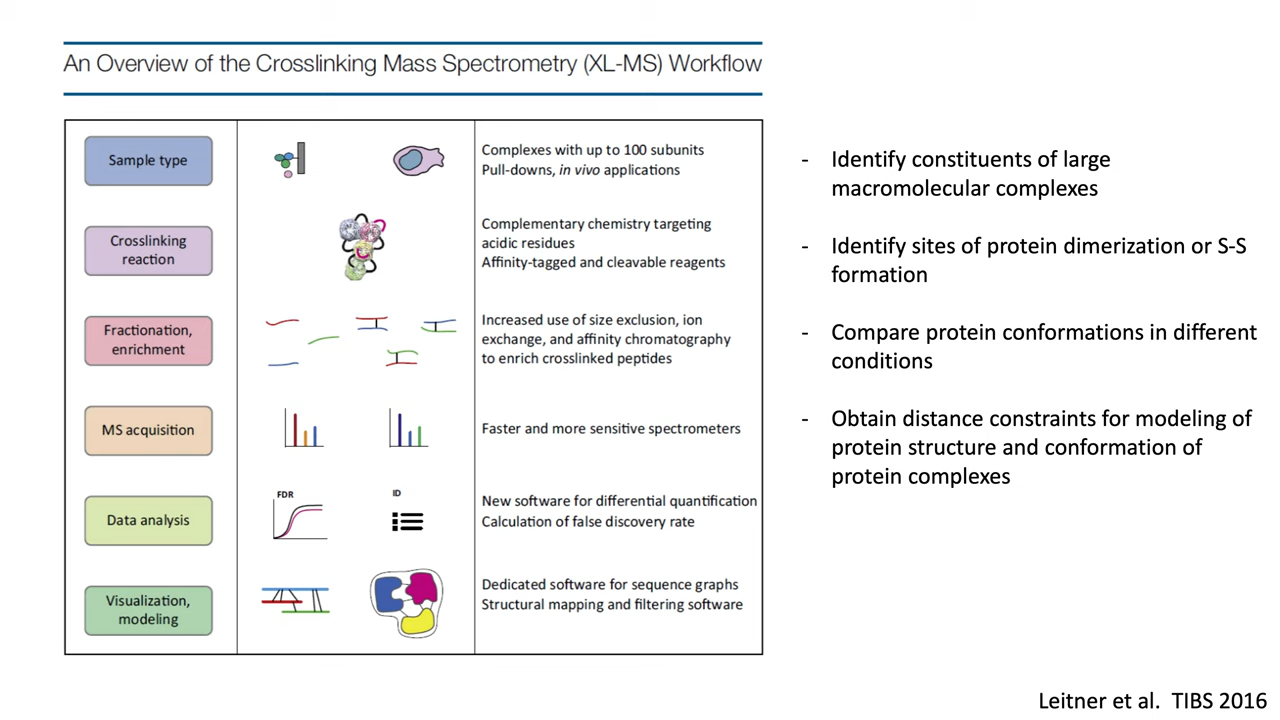 An Overview of the Crosslinking Mass Spectrometry (XL-MS) Workflow
Sample type
Complexes with up to 100 subunits
Pull-downs, in vivo applications
Crosslinking
reaction
Complementary chemistry targeting
acidic residues
Affinity-tagged and cleavable reagents
Fractionation,
enrichment
Increased use of size exclusion, ion
exchange, and affinity chromatography
to enrich crosslinked peptides
MS acquisition
Faster and more sensitive spectrometers
Data analysis
FDR
ID
New software for differential quantification
Calculation of false discovery rate
Visualization,
modeling
Dedicated software for sequence graphs
Structural mapping and filtering software
- Identify constituents of large
macromolecular complexes
- Identify sites of protein dimerization or S-S
formation
- Compare protein conformations in different
conditions
- Obtain distance constraints for modeling of
protein structure and conformation of
protein complexes
Leitner et al. TIBS 2016